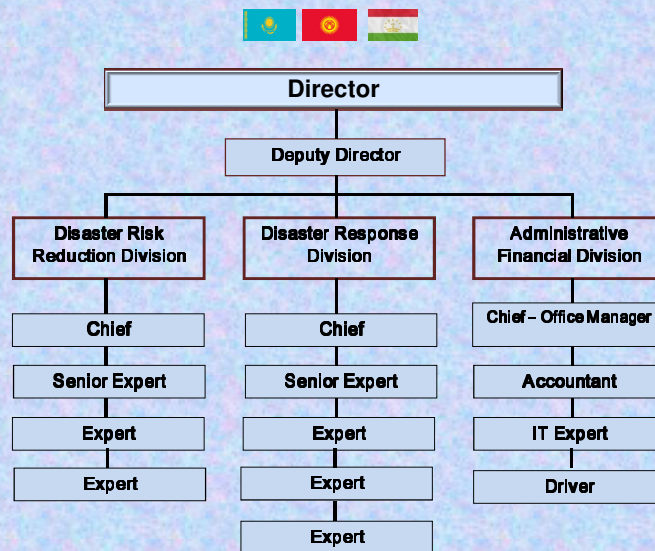 Director
Deputy Director
Disaster Risk
Reduction Division
Chief
Senior Expert
Expert
Expert
Disaster Response
Division
Chief
Senior Expert
Expert
Expert
Expert
Administrative
Financial Division
Chief – Office Manager
Accountant
IT Expert
Driver